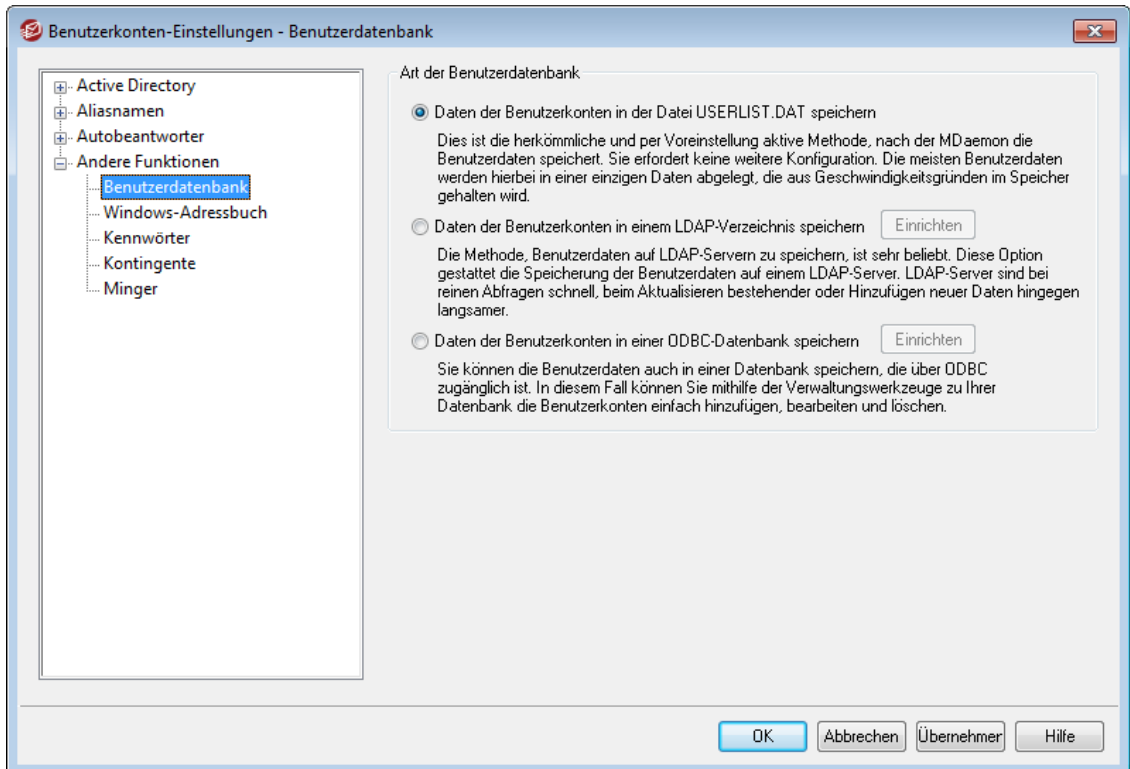 Benutzerkonten-Einstellungen - Benutzerdatenbank
Active Directory
Aliasnamen
Autobeantworter
Andere Funktionen
Benutzerdatenbank
Windows-Adressbuch
Kennwörter
Kontingente
Minger
Art der Benutzerdatenbank
Daten der Benutzerkonten in der Datei USERLIST.DAT speichern
Dies ist die herkömmliche und per Voreinstellung aktive Methode, nach der MDaemon die
Benutzerdaten speichert. Sie erfordert keine weitere Konfiguration. Die meisten Benutzerdaten
werden hierbei in einer einzigen Daten abgelegt, die aus Geschwindigkeitsgründen im Speicher
gehalten wird.
Daten der Benutzerkonten in einem LDAP-Verzeichnis speichern Einrichten
Die Methode, Benutzerdaten auf LDAP-Servern zu speichern, ist sehr beliebt. Diese Option
gestattet die Speicherung der Benutzerdaten auf einem LDAP-Server. LDAP-Server sind bei
reinen Abfragen schnell, beim Aktualisieren bestehender oder Hinzufügen neuer Daten hingegen
langsamer.
Daten der Benutzerkonten in einer ODBC-Datenbank speichern Einrichten
Sie können die Benutzerdaten auch in einer Datenbank speichern, die über ODBC
zugänglich ist. In diesem Fall können Sie mithilfe der Verwaltungswerkzeuge zu Ihrer
Datenbank die Benutzerkonten einfach hinzufügen, bearbeiten und löschen.
OK Abbrechen Übernehmer Hilfe